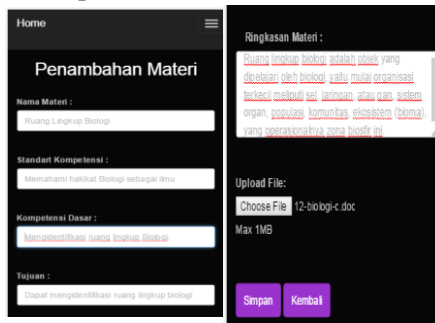 Home
Penambahan Materi
Nama Materi :
Ruang Lingkup Biologi
Standart Kompetensi :
Memahami hakikat Biologi sebagai ilmu
Kompetensi Dasar :
Mengidentifikasi ruang lingkup Biologi.
Tujuan :
Dapat mengidentifikasi ruang lingkup biologi
Ringkasan Materi :
Ruang lingkup biologi adalah objek yang
dipelajari oleh biologi, yaitu mulai organisasi
terkecil meliputi sel, jaringan, atau gan, sistem
organ, populasi, komunitas, ekosistem (bioma),
yang operasionalnya zona biosfir ini.
Upload File:
Choose File 12-biologi-c.doc
Max 1MB
Simpan Kembali